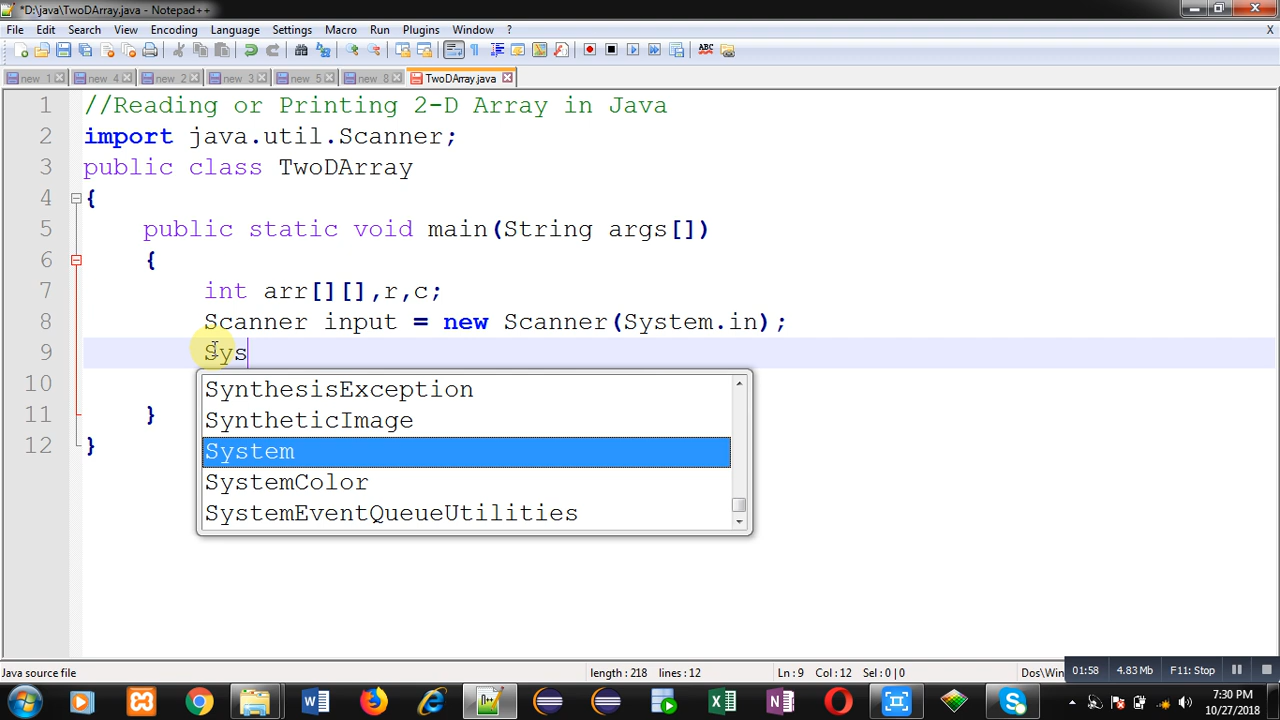 *D:\java\TwoDArray.java - Notepad++
File Edit Search View Encoding Language Settings Macro Run Plugins Window ? X
new 1 new 4 new 2 new 3 new 5 new 8 TwoDArray.java
1 //Reading or Printing 2-D Array in Java
2 import java.util.Scanner;
3 public class TwoDArray
4 {
5 public static void main(String args[])
6 {
7 int arr[][],r,c;
8 Scanner input = new Scanner(System.in);
9 Sys
SynthesisException
10
SyntheticImage
11 }
System
12 }
SystemColor
SystemEventQueueUtilities
Java source file length : 218 lines : 12 Ln : 9 Col : 12 Sel : 0 | 0 Dos\Win 01:58 4.83 Mb F11: Stop
7:30 PM
10/27/2018